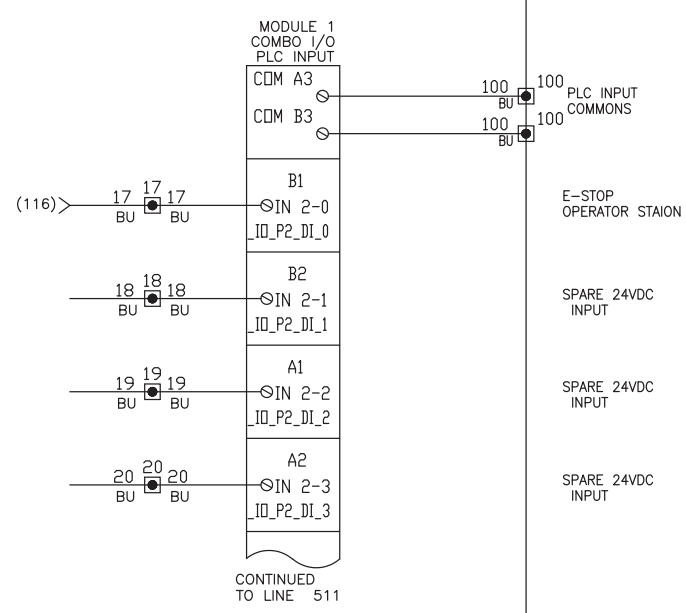 MODULE 1
COMBO I/O
PLC INPUT
COM A3
100 100
BU
PLC INPUT
COMMONS
COM B3
100 100
BU
B1
(116) 17 17 17
BU BU
IN 2-0
_IO_P2_DI_0
E-STOP
OPERATOR STAION
B2
18 18 18
BU BU
IN 2-1
_IO_P2_DI_1
SPARE 24VDC
INPUT
A1
19 19 19
BU BU
IN 2-2
_IO_P2_DI_2
SPARE 24VDC
INPUT
A2
20 20 20
BU BU
IN 2-3
_IO_P2_DI_3
SPARE 24VDC
INPUT
CONTINUED
TO LINE 511